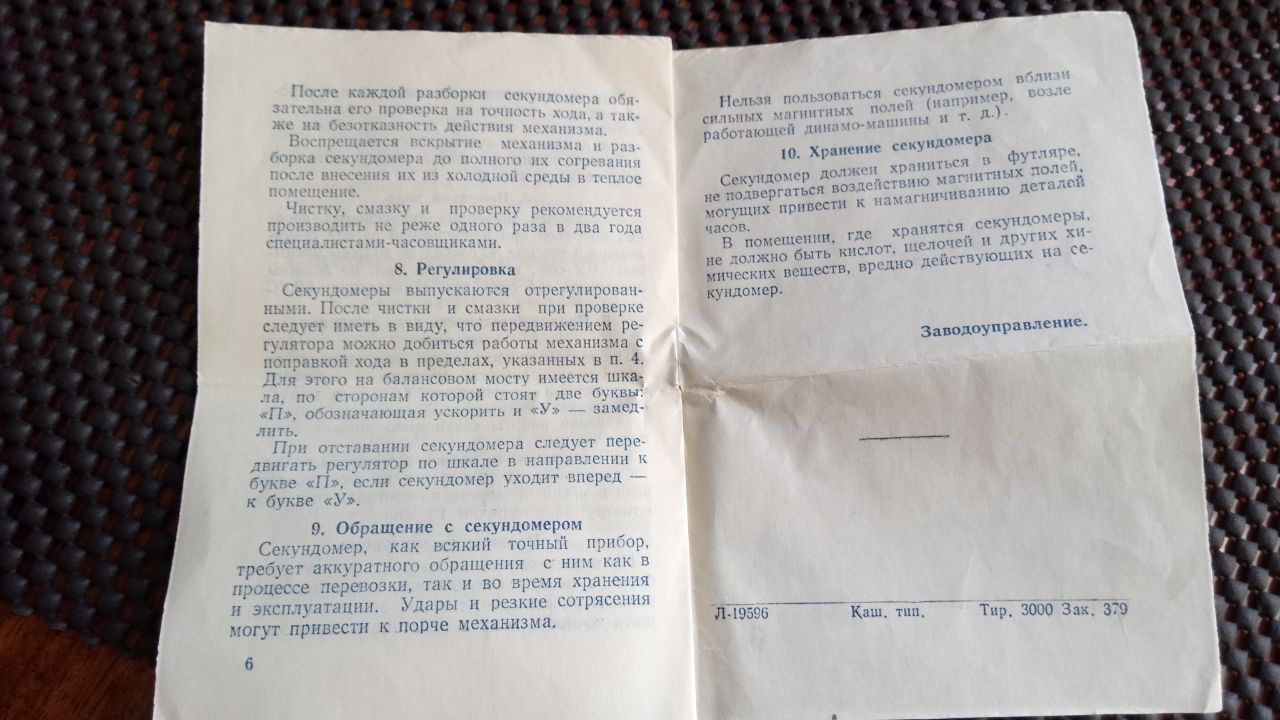 После каждой разборки секундомера обя-
зательна его проверка на точность хода, а так-
же на безотказность действия механизма.
Воспрещается вскрытие механизма и раз-
борка секундомера до полного их согревания
после внесения их из холодной среды в теплое
помещение.
Чистку, смазку и проверку рекомендуется
производить не реже одного раза в два года
специалистами-часовщиками.
8. Регулировка
Секундомеры выпускаются отрегулирован-
ными. После чистки и смазки при проверке
следует иметь в виду, что передвижением ре-
гулятора можно добиться работы механизма с
поправкой хода в пределах, указанных в п. 4.
Для этого на балансовом мосту имеется шка-
ла, по сторонам которой стоят две буквы:
«П», обозначающая ускорить и «У» — замед-
лить.
При отставании секундомера следует пере-
двигать регулятор по шкале в направлении к
букве «П», если секундомер уходит вперед —
к букве «У».
9. Обращение с секундомером
Секундомер, как всякий точный прибор,
требует аккуратного обращения с ним как в
процессе перевозки, так и во время хранения
и эксплуатации. Удары и резкие сотрясения
могут привести к порче механизма.
6
Нельзя пользоваться секундомером вблизи
сильных магнитных полей (например, возле
работающей динамо-машины и т. д.).
10. Хранение секундомера
Секундомер должен храниться в футляре,
не подвергаться воздействию магнитных полей,
могущих привести к намагничиванию деталей
часов.
В помещении, где хранятся секундомеры,
не должно быть кислот, щелочей и других хи-
мических веществ, вредно действующих на се-
кундомер.
Заводоуправление.
Л-19596 Каш. тип. Тир. 3000 Зак. 379